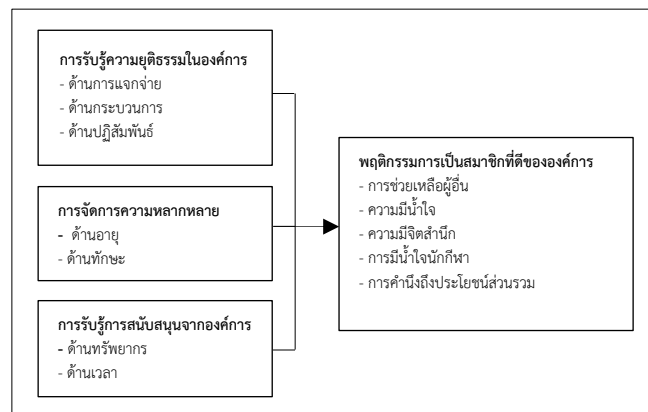 การรับรู้ความยุติธรรมในองค์การ
- ด้านการแจกจ่าย
- ด้านกระบวนการ
- ด้านปฏิสัมพันธ์
การจัดการความหลากหลาย
- ด้านอายุ
- ด้านทักษะ
การรับรู้การสนับสนุนจากองค์การ
- ด้านทรัพยากร
- ด้านเวลา
พฤติกรรมการเป็นสมาชิกที่ดีขององค์การ
- การช่วยเหลือผู้อื่น
- ความมีน้ำใจ
- ความมีจิตสำนึก
- การมีน้ำใจนักกีฬา
- การคำนึงถึงประโยชน์ส่วนรวม